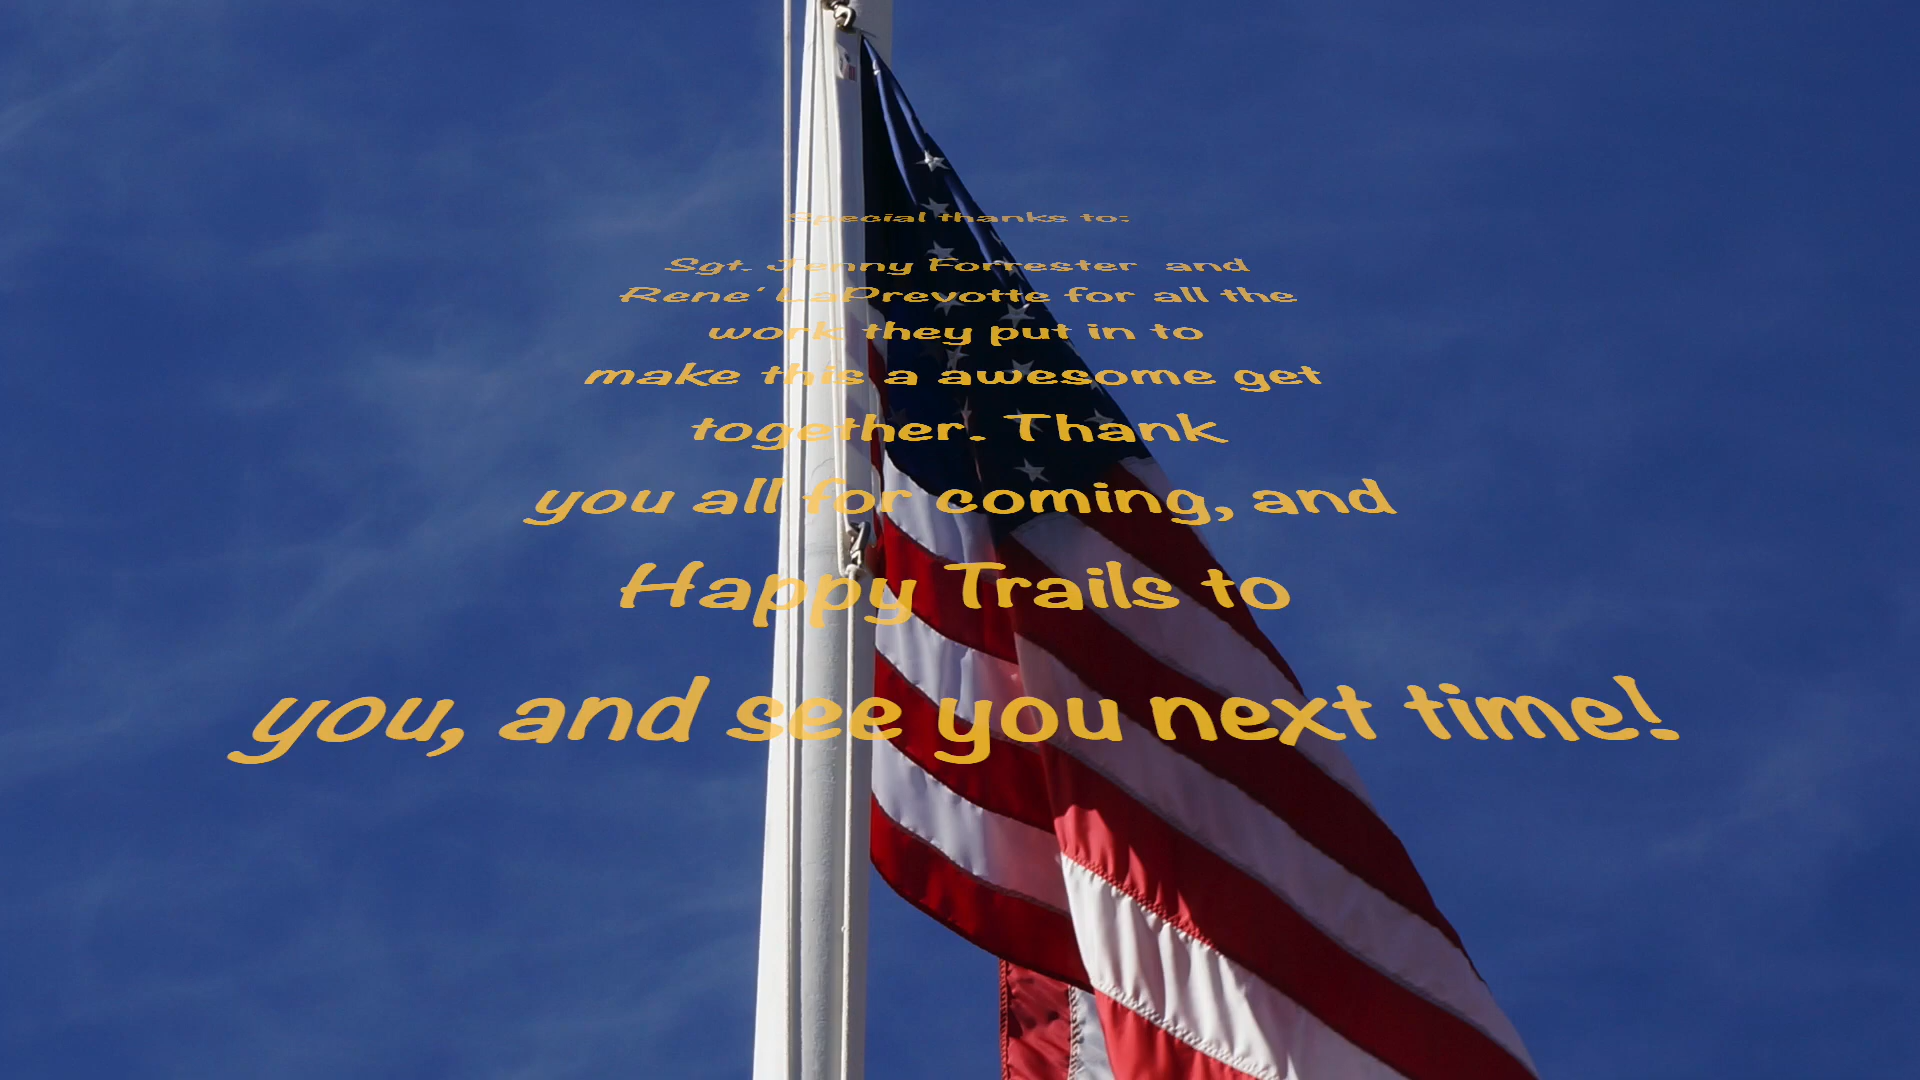 Special thanks to:
Sgt. Jenny Forrester and
Rene' LaPrevotte for all the
work they put in to
make this a awesome get
together. Thank
you all for coming, and
Happy Trails to
you, and see you next time!